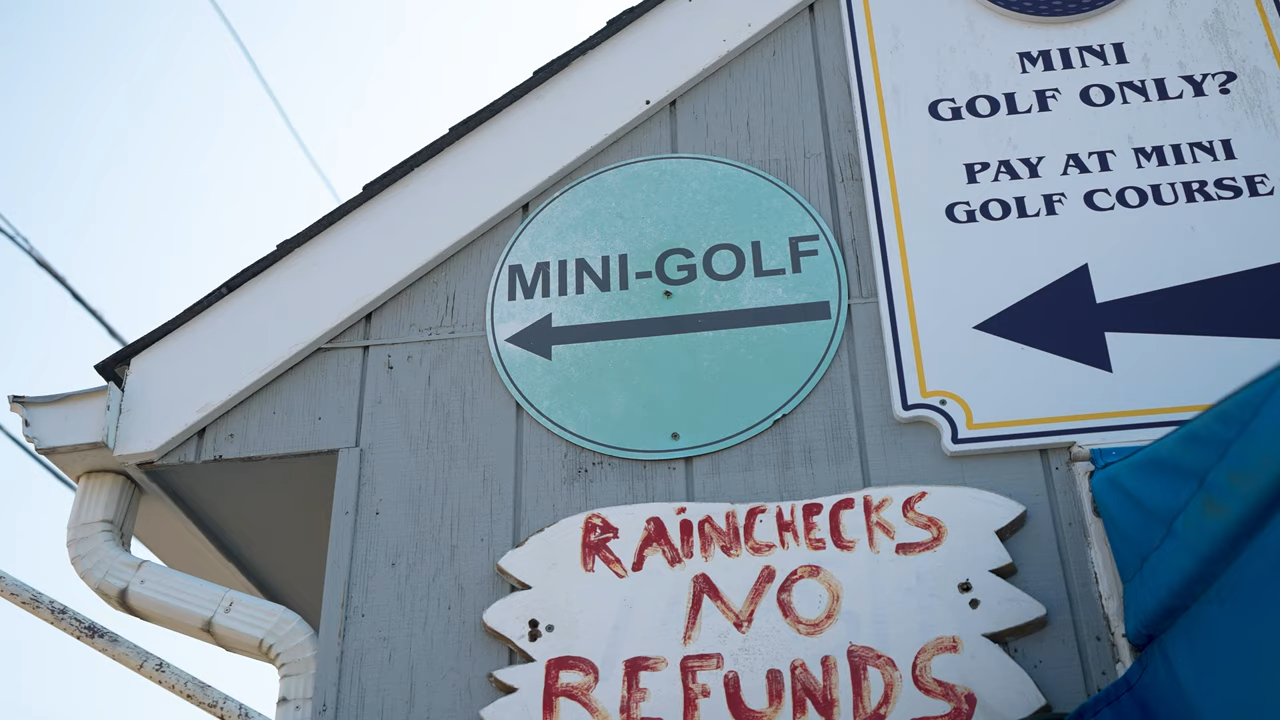 MINI
GOLF ONLY?
PAY AT MINI
GOLF COURSE
MINI-GOLF
RAiNCHECKS
NO
REFUNDS